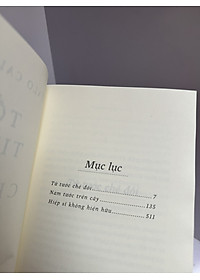 Mục lục
Tử tước chẻ đôi 7
Nam tước trên cây 135
Hiệp sĩ không hiện hữu 511